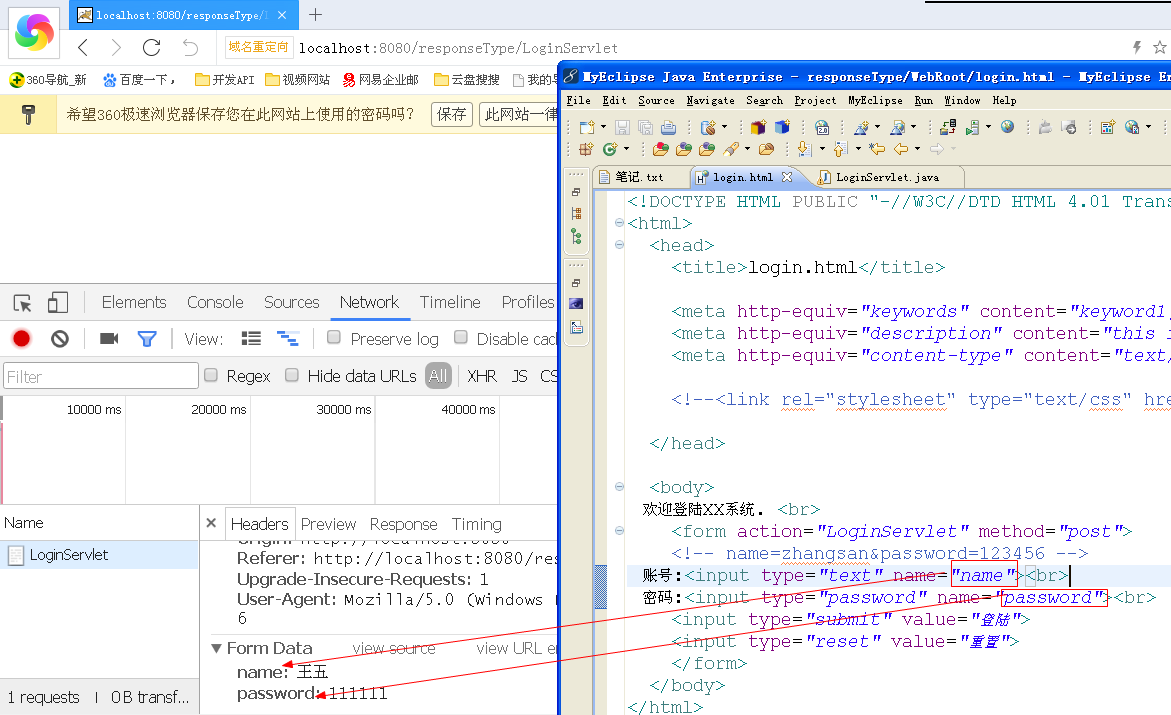 localhost:8080/responseType/
域名重定向 localhost:8080/responseType/LoginServlet
360导航_新 百度一下, 开发API 视频网站 网易企业邮 云盘搜搜 我的
希望360极速浏览器保存您在此网站上使用的密码吗? 保存 此网站一律
Elements Console Sources Network Timeline Profiles
View: Preserve log Disable cac
Filter Regex Hide data URLs All XHR JS CS
10000 ms 20000 ms 30000 ms 40000 ms
Name
LoginServlet
1 requests | 0 B transf...
× Headers Preview Response Timing
Origin: http://localhost:8080
Referer: http://localhost:8080/res
Upgrade-Insecure-Requests: 1
User-Agent: Mozilla/5.0 (Windows
6
▼ Form Data view source view URL e
name: 王五
password: 111111
MyEclipse Java Enterprise - responseType/WebRoot/login.html - MyEclipse E
File Edit Source Navigate Search Project MyEclipse Run Window Help
笔记.txt login.html LoginServlet.java
<!DOCTYPE HTML PUBLIC "-//W3C//DTD HTML 4.01 Trans
<html>
<head>
<title>login.html</title>
<meta http-equiv="keywords" content="keyword1,
<meta http-equiv="description" content="this i
<meta http-equiv="content-type" content="text/
<!--<link rel="stylesheet" type="text/css" hre
</head>
<body>
欢迎登陆XX系统. <br>
<form action="LoginServlet" method="post">
<!-- name=zhangsan&password=123456 -->
账号:<input type="text" name="name"><br>
密码:<input type="password" name="password"><br>
<input type="submit" value="登陆">
<input type="reset" value="重置">
</form>
</body>
</html>